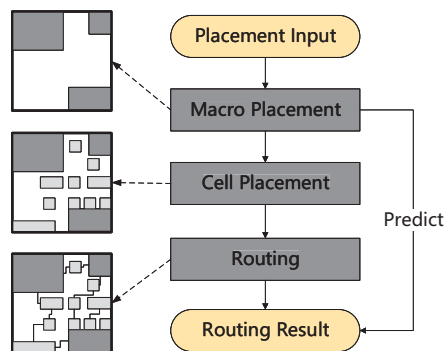 Placement Input
Macro Placement
Cell Placement
Predict
Routing
Routing Result